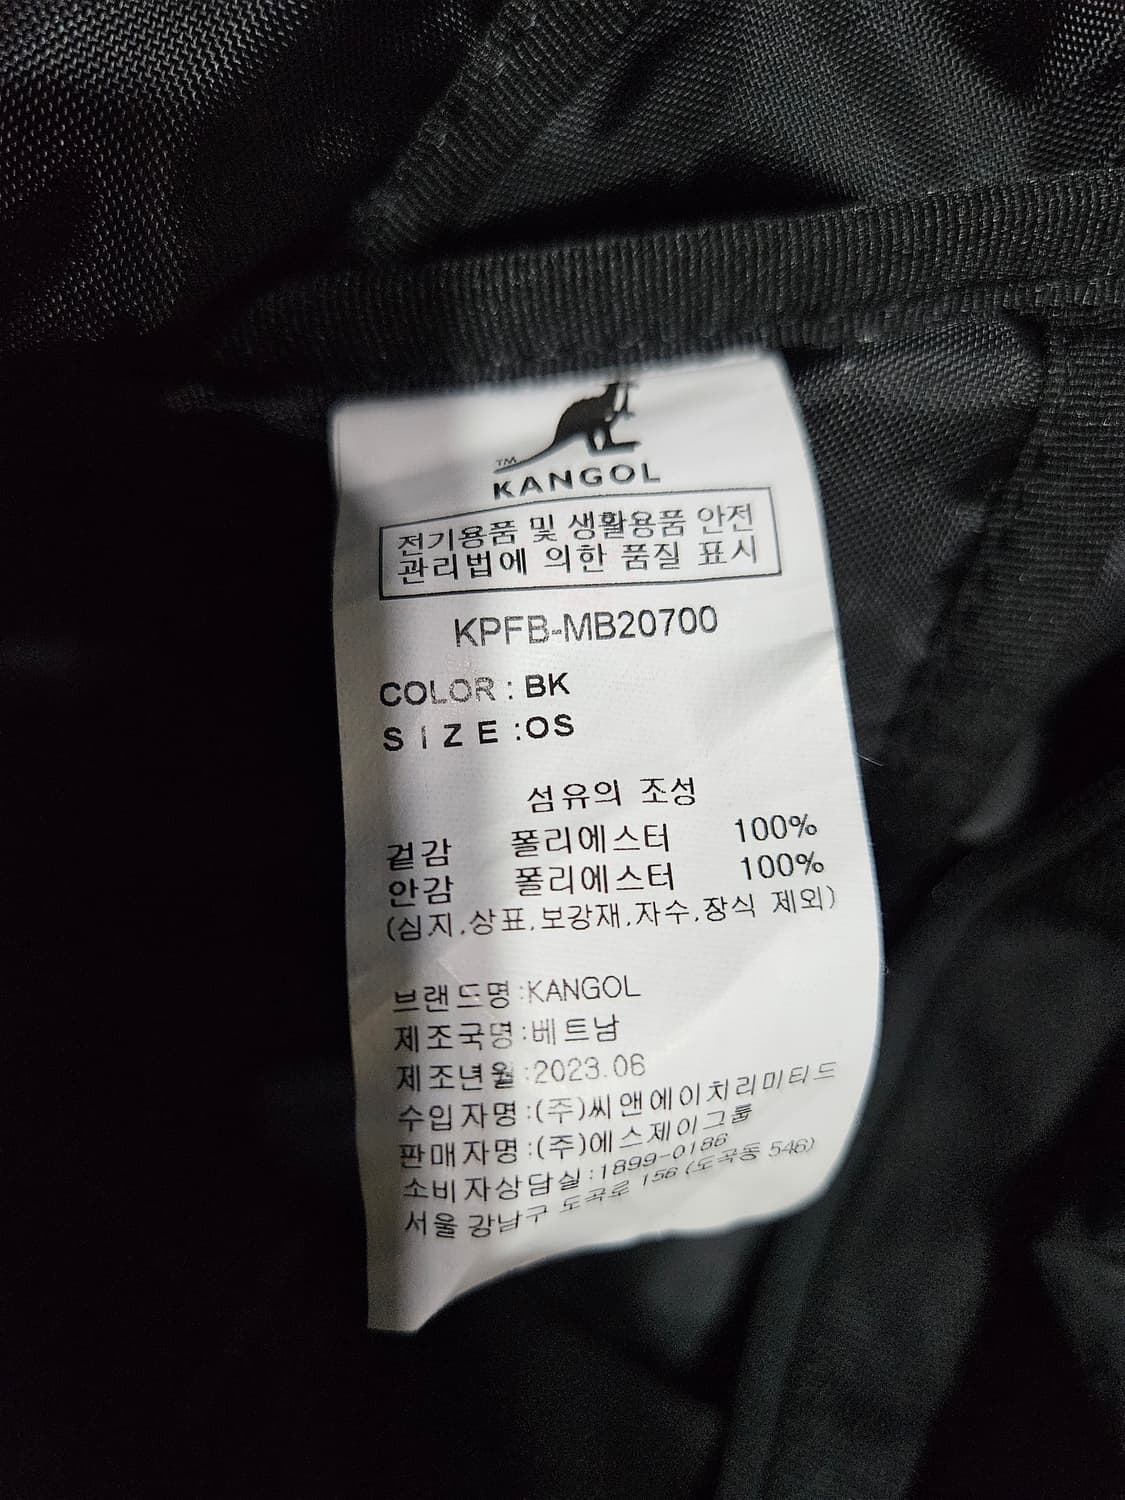 TM
KANGOL
전기용품 및 생활용품 안전
관리법에 의한 품질 표시
KPFB-MB20700
COLOR : BK
SIZE :OS
섬유의 조성
겉감 폴리에스터 100%
안감 폴리에스터 100%
(심지,상표,보강재,자수,장식 제외)
브랜드명:KANGOL
제조국명:베트남
제조년월:2023.06
수입자명:(주)씨앤에이치리미티드
판매자명:(주)에스제이그룹
소비자상담실:1899-0186
서울 강남구 도곡로 156 (도곡동 546)